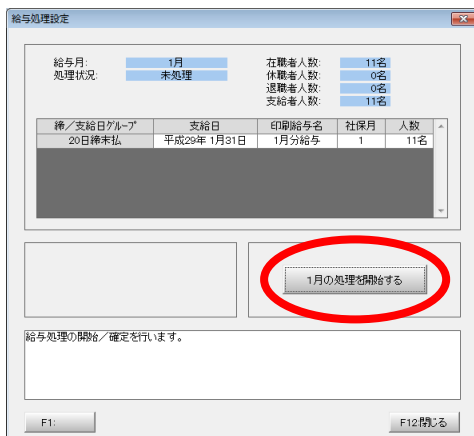 給与処理設定
給与月: 1月 在職者人数: 11名
処理状況: 未処理 休職者人数: 0名
退職者人数: 0名
支給者人数: 11名
締/支給日グループ 支給日 印刷給与名 社保月 人数
20日締末払 平成29年 1月31日 1月分給与 1 11名
1月の処理を開始する
給与処理の開始/確定を行います。
F1: F12:閉じる